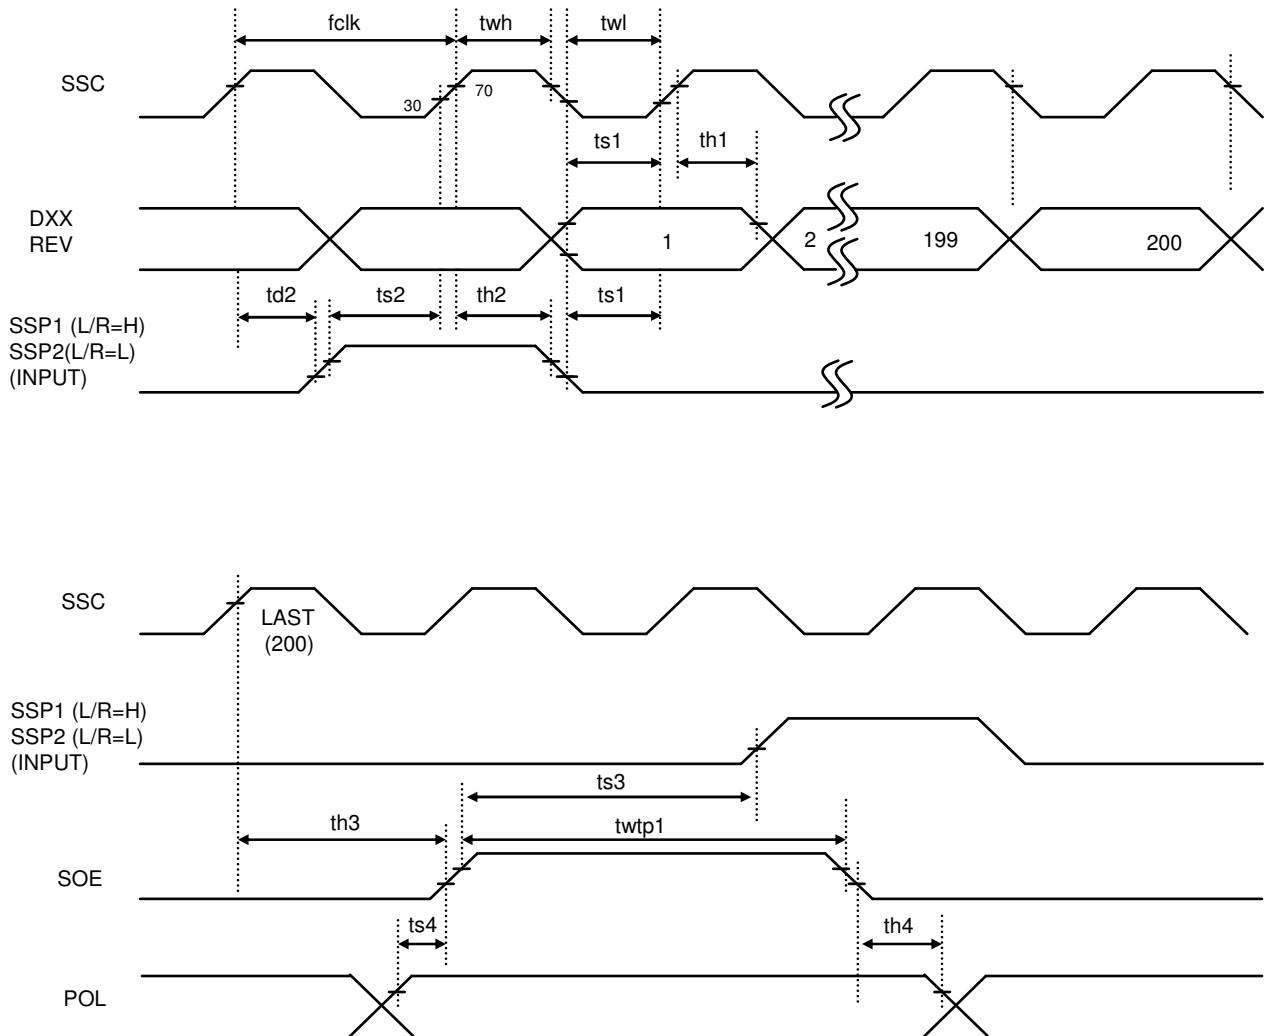 fclk twh twl
SSC
30 70
ts1 th1
DXX
REV
1 2 199 200
td2 ts2 th2 ts1
SSP1 (L/R=H)
SSP2(L/R=L)
(INPUT)
SSC
LAST
(200)
SSP1 (L/R=H)
SSP2 (L/R=L)
(INPUT)
ts3
th3 twtp1
SOE
ts4 th4
POL